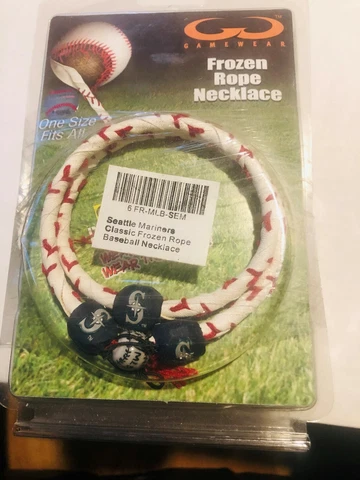 GAMEWEAR
Frozen
Rope
Necklace
One Size
Fits All
6 FR-MLB-SEM
Seattle Mariners
Classic Frozen Rope
Baseball Necklace